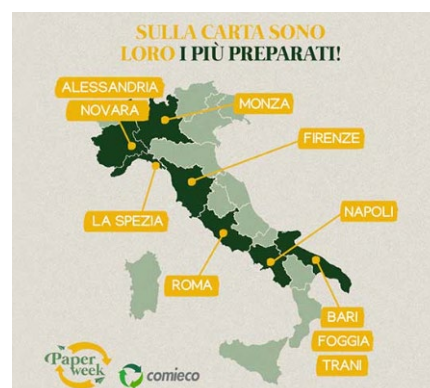 SULLA CARTA SONO
LORO I PIÙ PREPARATI!
ALESSANDRIA
NOVARA
MONZA
FIRENZE
LA SPEZIA
NAPOLI
ROMA
BARI
FOGGIA
TRANI
Paper
week
comieco